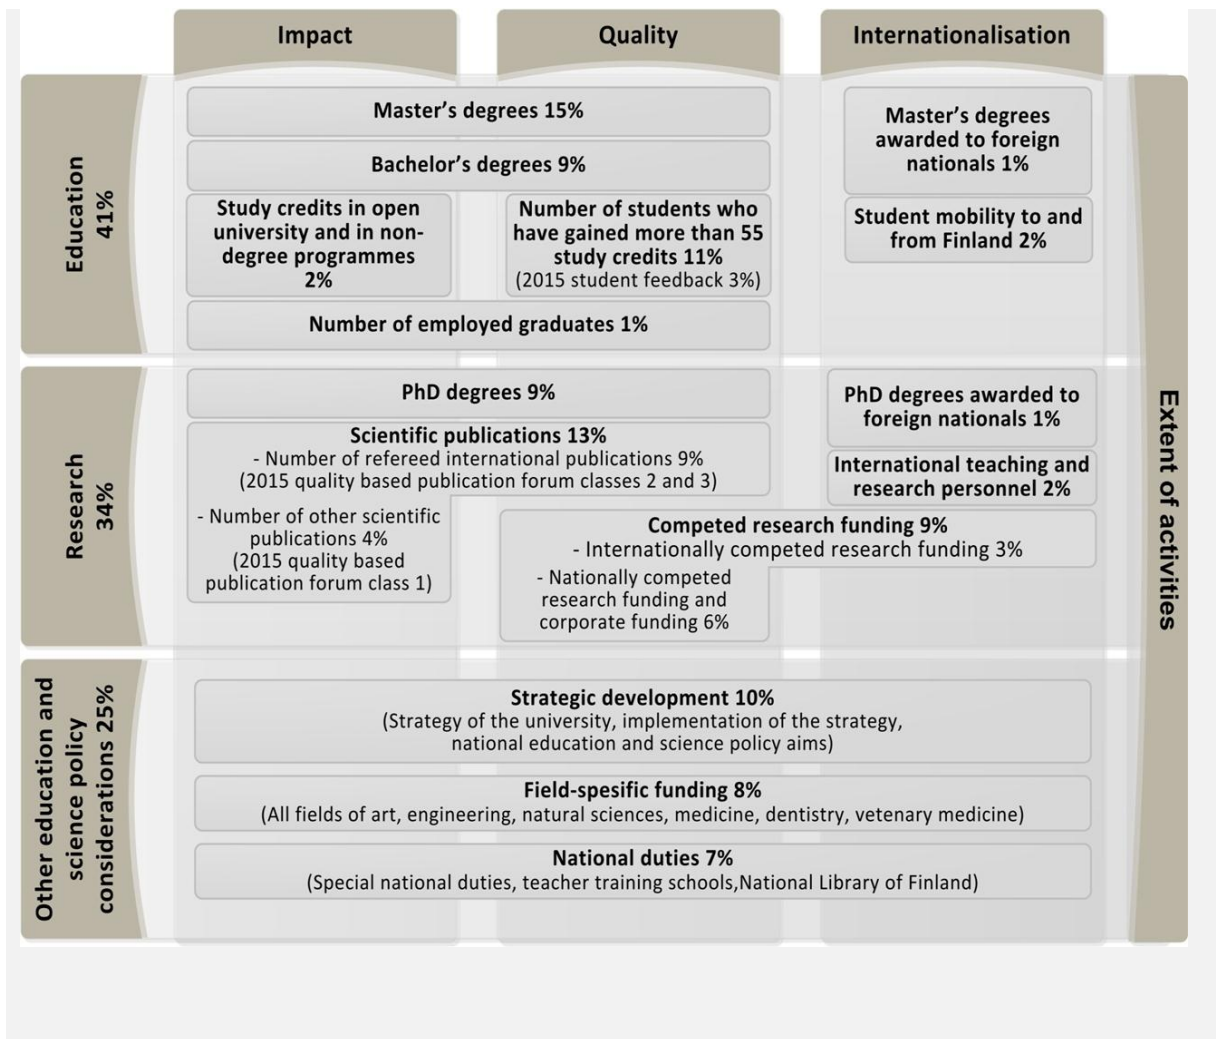 Impact
Quality
Internationalisation
Education
41%
Master’s degrees 15%
Bachelor’s degrees 9%
Study credits in open
university and in non-
degree programmes
2%
Number of students who
have gained more than 55
study credits 11%
(2015 student feedback 3%)
Number of employed graduates 1%
Master’s degrees
awarded to foreign
nationals 1%
Student mobility to and
from Finland 2%
Research
34%
PhD degrees 9%
Scientific publications 13%
- Number of refereed international publications 9%
(2015 quality based publication forum classes 2 and 3)
- Number of other scientific
publications 4%
(2015 quality based
publication forum class 1)
PhD degrees awarded to
foreign nationals 1%
International teaching and
research personnel 2%
Competed research funding 9%
- Internationally competed research funding 3%
- Nationally competed
research funding and
corporate funding 6%
Other education and
science policy
considerations 25%
Strategic development 10%
(Strategy of the university, implementation of the strategy,
national education and science policy aims)
Field-spesific funding 8%
(All fields of art, engineering, natural sciences, medicine, dentistry, vetenary medicine)
National duties 7%
(Special national duties, teacher training schools,National Library of Finland)
Extent of activities